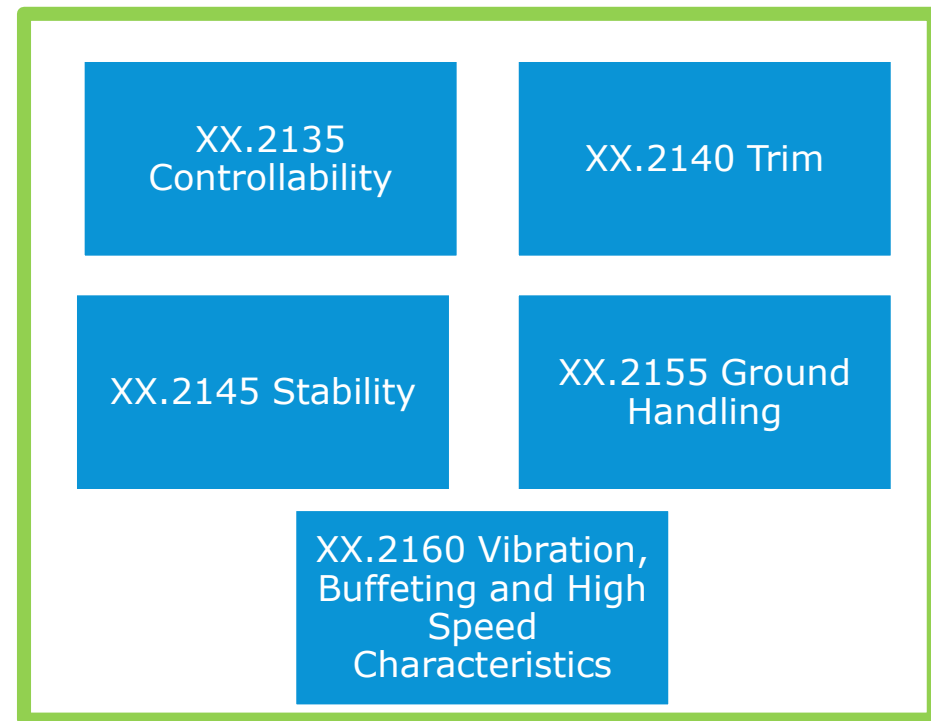 XX.2135
Controllability
XX.2140 Trim
XX.2145 Stability
XX.2155 Ground
Handling
XX.2160 Vibration,
Buffeting and High
Speed
Characteristics